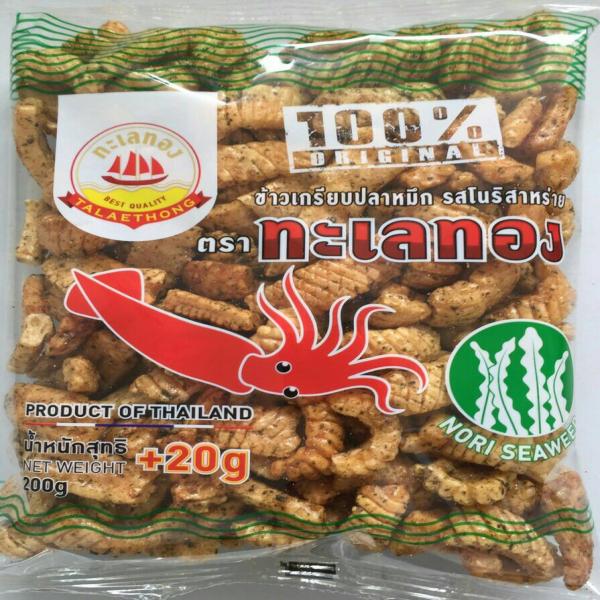 ทะเลทอง
BEST QUALITY
TALAETHONG
100%
ORIGINAL
ข้าวเกรียบปลาหมึก รสโนริสาหร่าย
ตรา ทะเลทอง
NORI SEAWEED
PRODUCT OF THAILAND
น้ำหนักสุทธิ
NET WEIGHT
200g
+20g